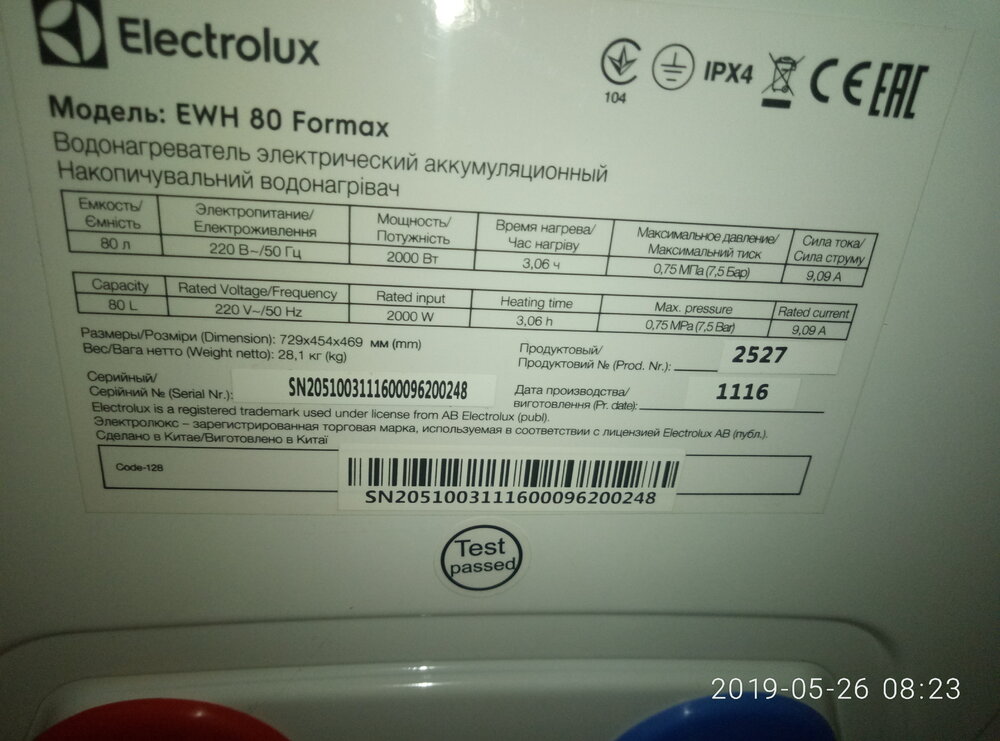 Electrolux
104
IPX4
CE EAC
Модель: EWH 80 Formax
Водонагреватель электрический аккумуляционный
Накопичувальний водонагрівач
Емкость/ Ємність Электропитание/ Електроживлення Мощность/ Потужність Время нагрева/ Час нагріву Максимальное давление/ Максимальний тиск Сила тока/ Сила струму
80 л 220 В~/50 Гц 2000 Вт 3,06 ч 0,75 МПа (7,5 Бар) 9,09 А
Capacity Rated Voltage/Frequency Rated input Heating time Max. pressure Rated current
80 L 220 V~/50 Hz 2000 W 3,06 h 0,75 MPa (7,5 Bar) 9,09 A
Размеры/Розміри (Dimension): 729x454x469 мм (mm)
Вес/Вага нетто (Weight netto): 28,1 кг (kg)
Продуктовый/
Продуктовий № (Prod. Nr.): 2527
Серийный/
Серійний № (Serial Nr.): SN2051003111600096200248
Дата производства/
виготовлення (Pr. date): 1116
Electrolux is a registered trademark used under license from AB Electrolux (publ).
Электролюкс – зарегистрированная торговая марка, используемая в соответствии с лицензией Electrolux AB (публ.).
Сделано в Китае/Виготовлено в Китаї
Code-128
SN2051003111600096200248
Test
passed
2019-05-26 08:23